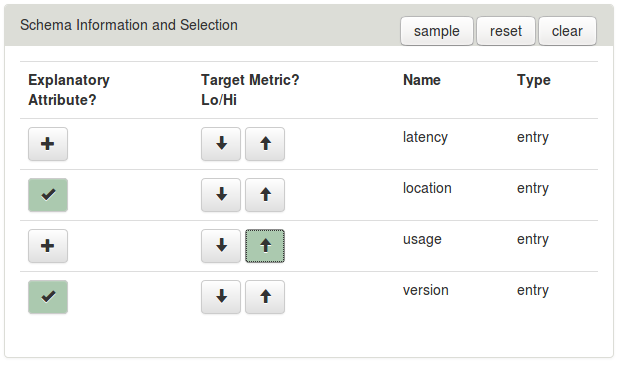 Schema Information and Selection
sample reset clear
Explanatory Attribute? Target Metric? Lo/Hi Name Type
latency entry
location entry
usage entry
version entry